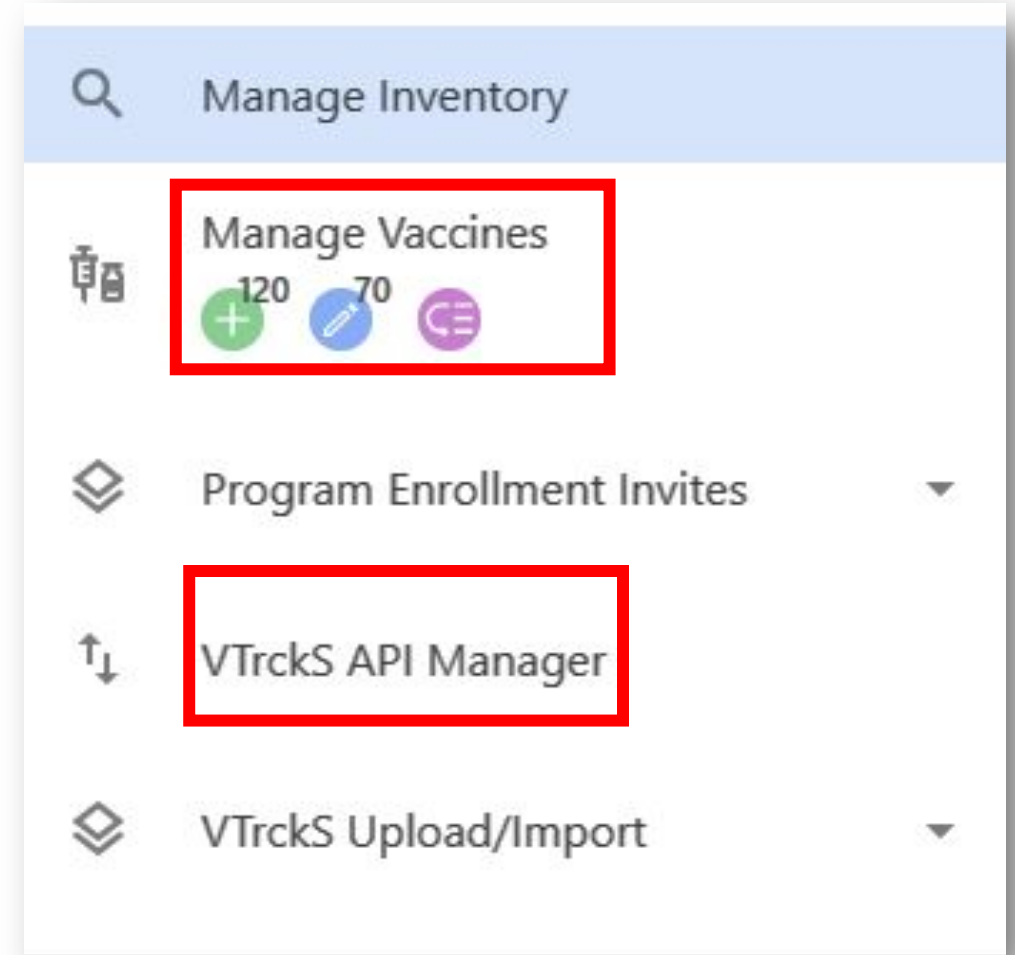 Manage Inventory
Manage Vaccines
120 70
Program Enrollment Invites
VTrckS API Manager
VTrckS Upload/Import